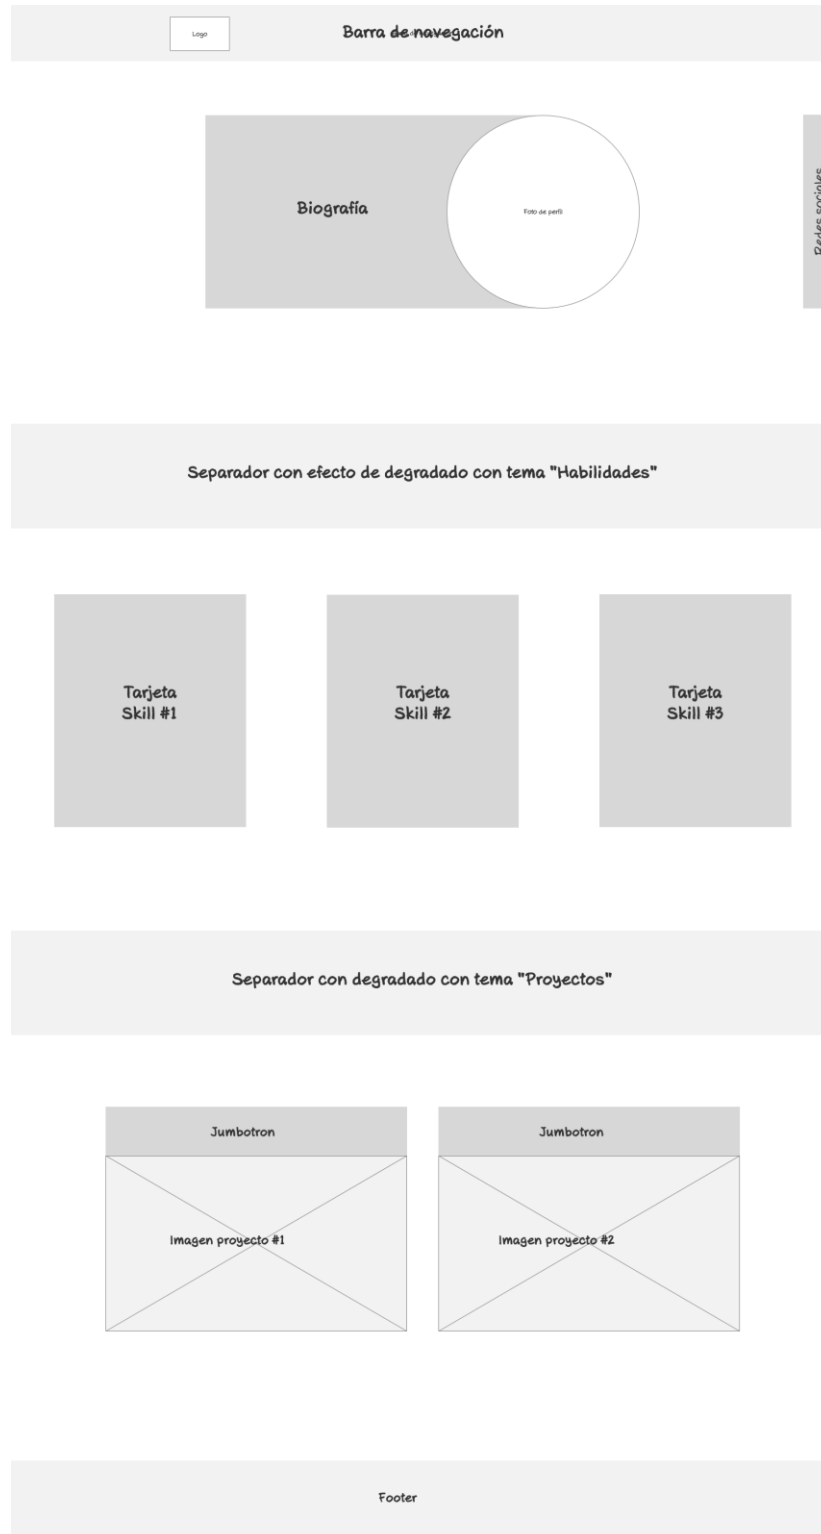 Logo
Barra de navegación
Biografía
Foto de perfil
Redes sociales
Separador con efecto de degradado con tema "Habilidades"
Tarjeta
Skill #1
Tarjeta
Skill #2
Tarjeta
Skill #3
Separador con degradado con tema "Proyectos"
Jumbotron
Jumbotron
Imagen proyecto #1
Imagen proyecto #2
Footer